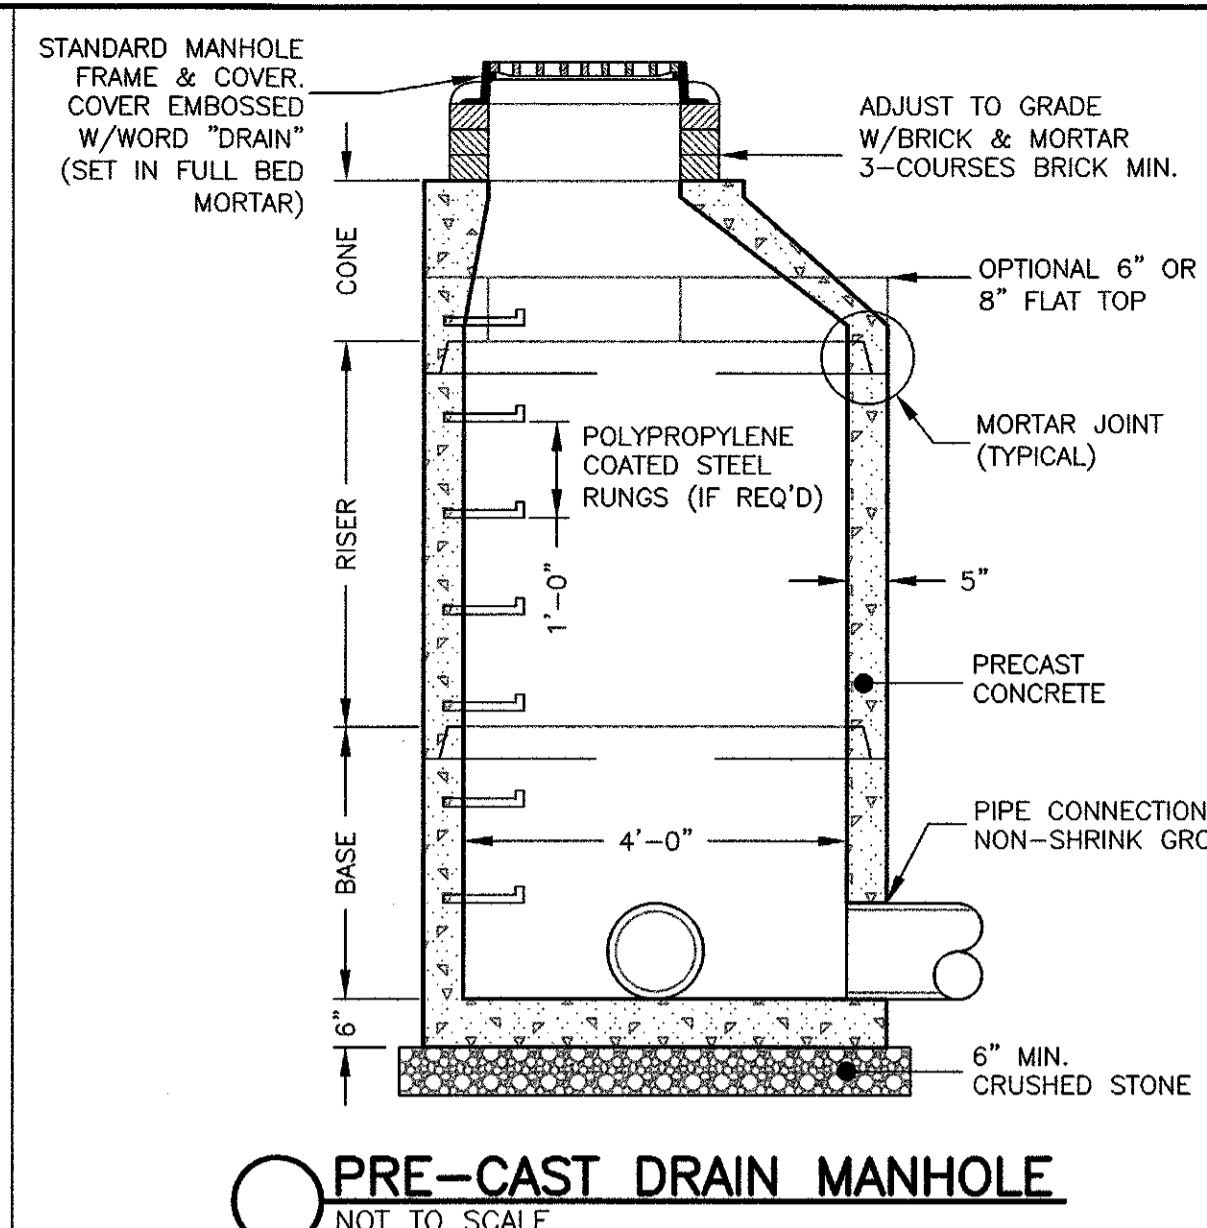 STANDARD MANHOLE
FRAME & COVER.
COVER EMBOSSED
W/WORD "DRAIN"
(SET IN FULL BED
MORTAR)
ADJUST TO GRADE
W/BRICK & MORTAR
3-COURSES BRICK MIN.
CONE
OPTIONAL 6" OR
8" FLAT TOP
MORTAR JOINT
(TYPICAL)
POLYPROPYLENE
COATED STEEL
RUNGS (IF REQ'D)
RISER
1'-0"
5"
PRECAST
CONCRETE
PIPE CONNECTION
NON-SHRINK
4'-0"
BASE
6"
6" MIN.
CRUSHED STONE
PRE-CAST DRAIN MANHOLE
NOT TO SCALE